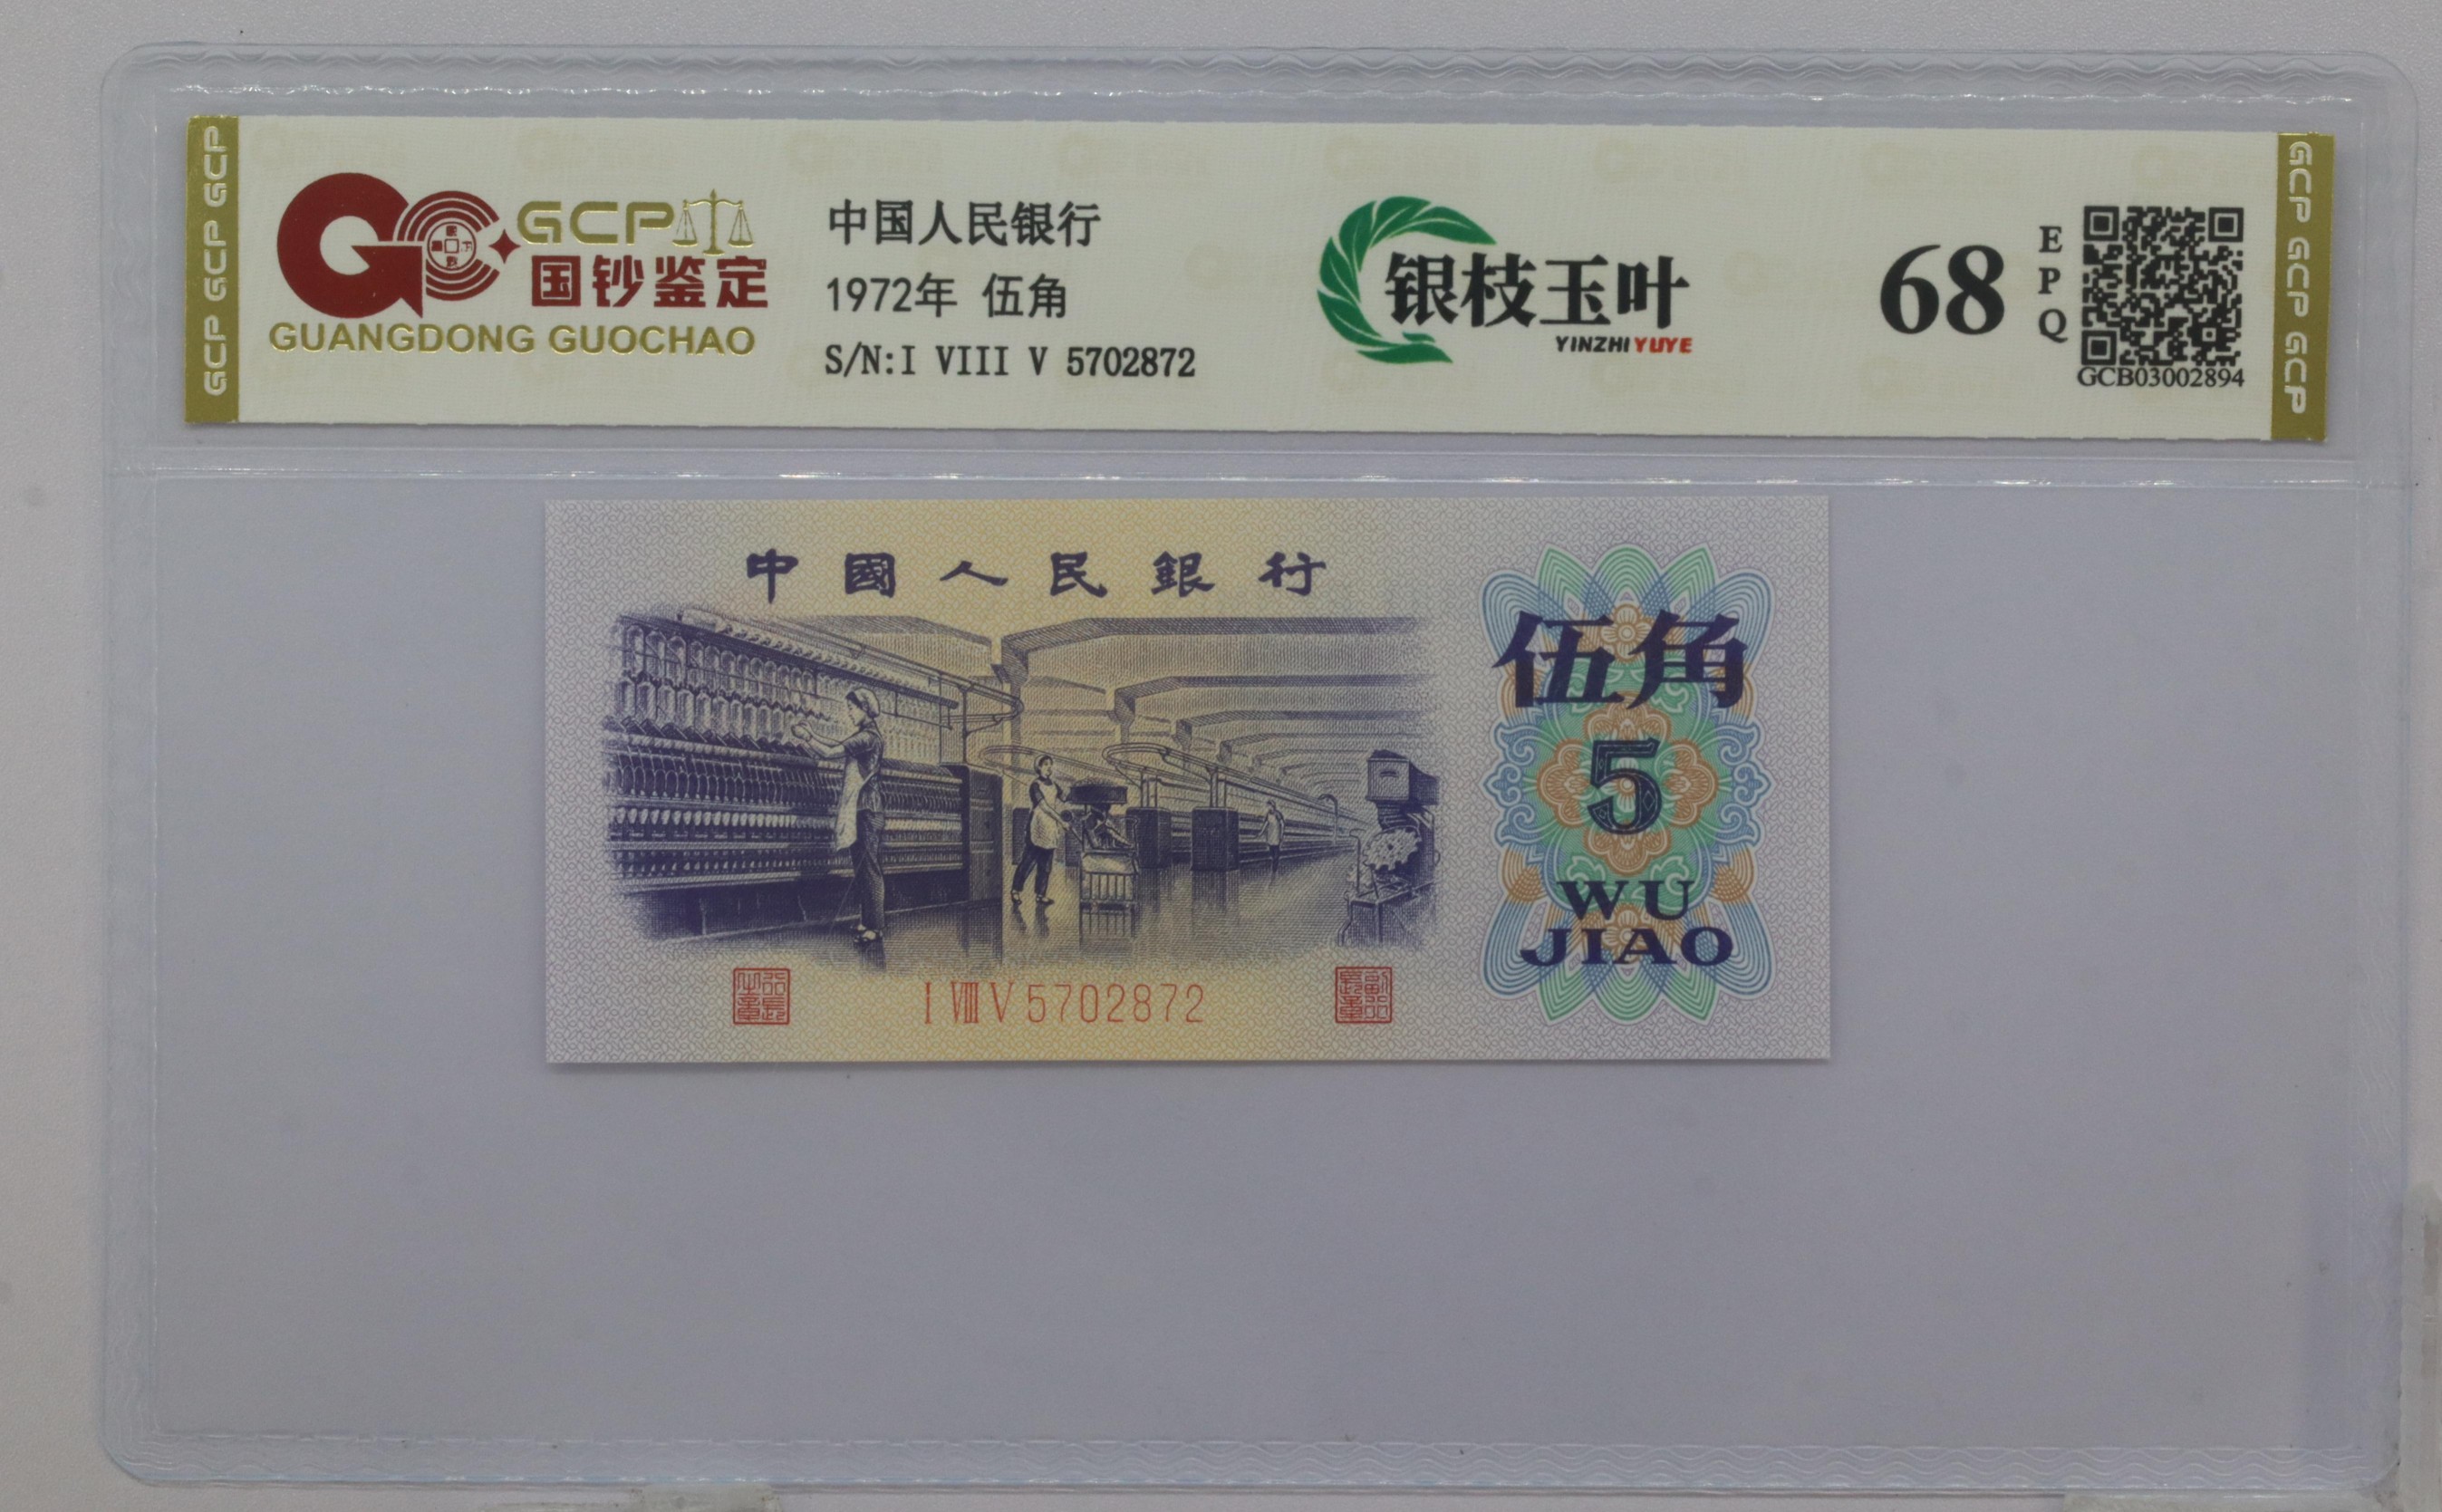 GCP GCP GCP
GCP
国钞鉴定
GUANGDONG GUOCHAO
中国人民银行
1972年 伍角
S/N:I VIII V 5702872
银枝玉叶
YINZHIYUYE
68
EPQ
GCB03002894
GCP GCP GCP
中國人民銀行
伍角
5
WU
JIAO
I VIII V 5702872